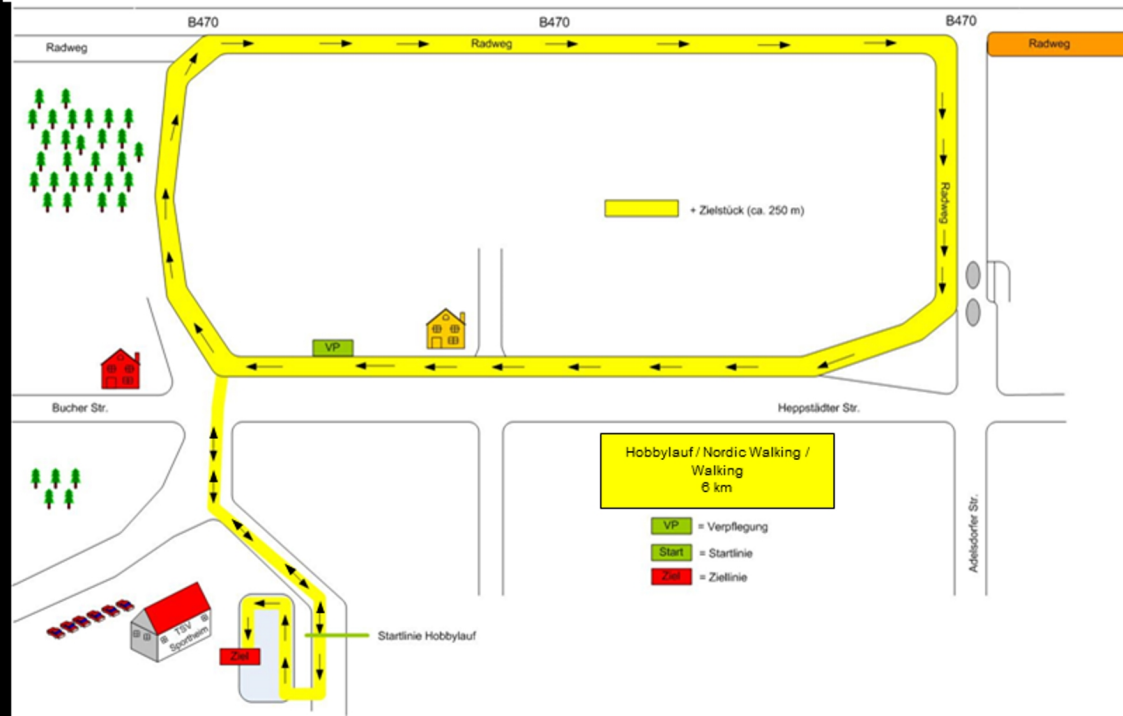 B470
B470
B470
Radweg
Radweg
Radweg
Radweg
+ Zielstück (ca. 250 m)
VP
Bucher Str.
Heppstädter Str.
Hobbylauf / Nordic Walking /
Walking
6 km
VP = Verpflegung
Start = Startlinie
Ziel = Ziellinie
Adelsdorfer Str.
TSV
Sportheim
Startlinie Hobbylauf
Ziel